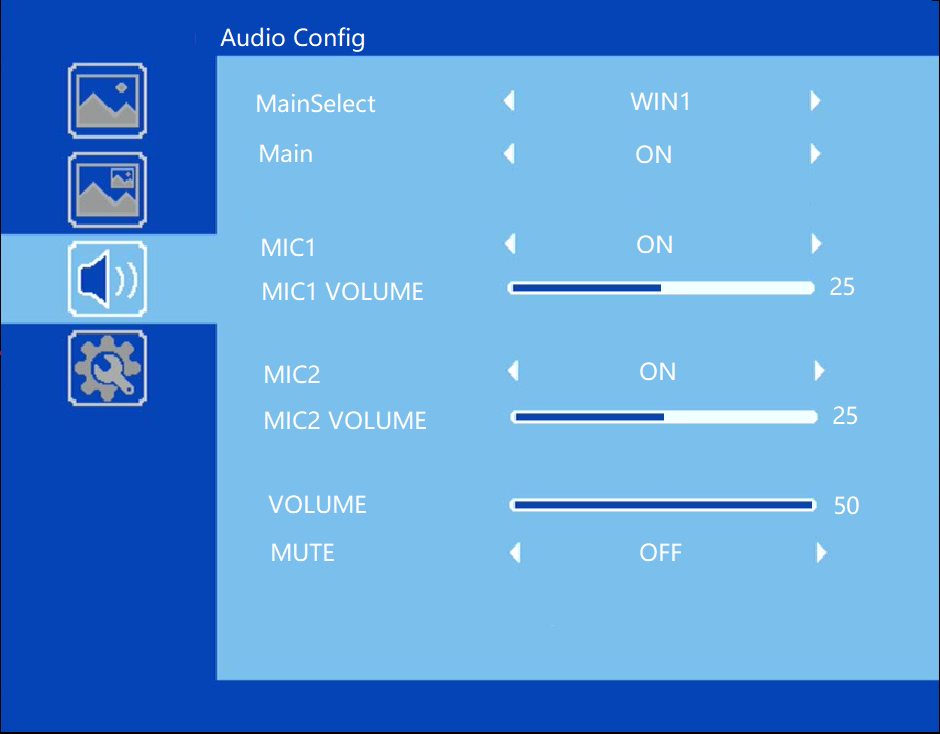 Audio Config
MainSelect WIN1
Main ON
MIC1 ON
MIC1 VOLUME 25
MIC2 ON
MIC2 VOLUME 25
VOLUME 50
MUTE OFF